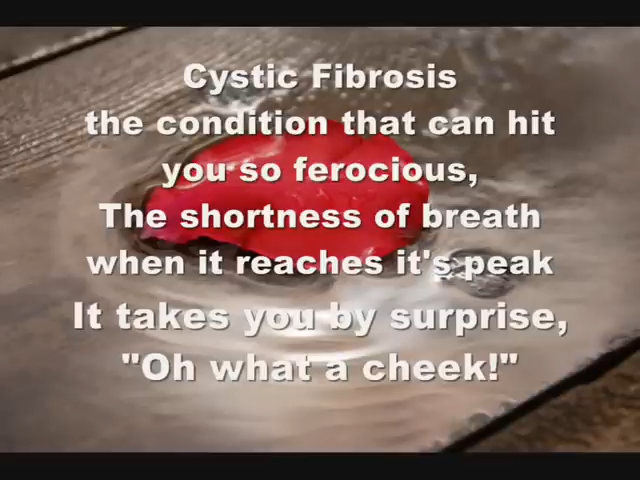 Cystic Fibrosis
the condition that can hit
you so ferocious,
The shortness of breath
when it reaches it's peak
It takes you by surprise,
"Oh what a cheek!"